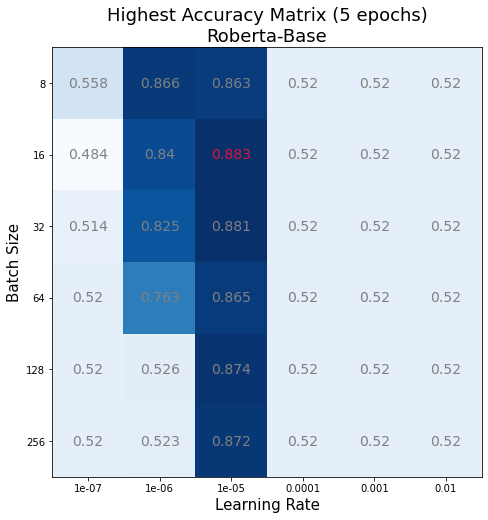 Highest Accuracy Matrix (5 epochs)
Roberta-Base
Batch Size
8 0.558 0.866 0.863 0.52 0.52 0.52
16 0.484 0.84 0.883 0.52 0.52 0.52
32 0.514 0.825 0.881 0.52 0.52 0.52
64 0.52 0.763 0.865 0.52 0.52 0.52
128 0.52 0.526 0.874 0.52 0.52 0.52
256 0.52 0.523 0.872 0.52 0.52 0.52
1e-07 1e-06 1e-05 0.0001 0.001 0.01
Learning Rate